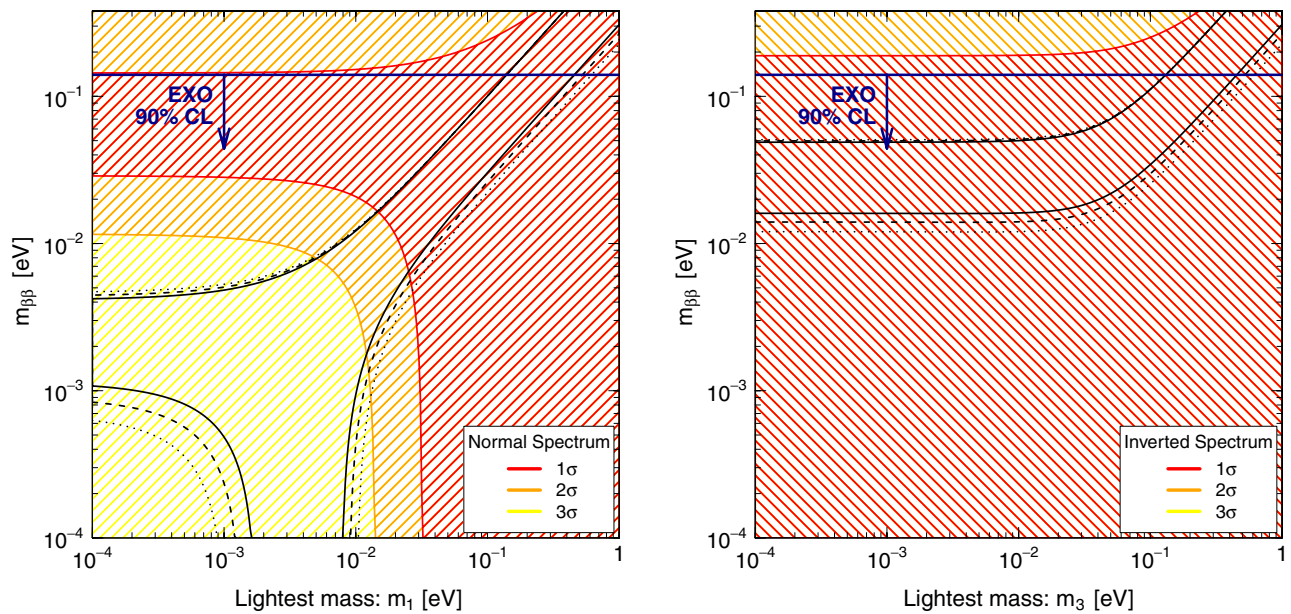 10⁻¹
10⁻²
10⁻³
10⁻⁴
m_ββ [eV]
EXO
90% CL
Normal Spectrum
1σ
2σ
3σ
10⁻⁴ 10⁻³ 10⁻² 10⁻¹ 1
Lightest mass: m₁ [eV]
10⁻¹
10⁻²
10⁻³
10⁻⁴
m_ββ [eV]
EXO
90% CL
Inverted Spectrum
1σ
2σ
3σ
10⁻⁴ 10⁻³ 10⁻² 10⁻¹ 1
Lightest mass: m₃ [eV]